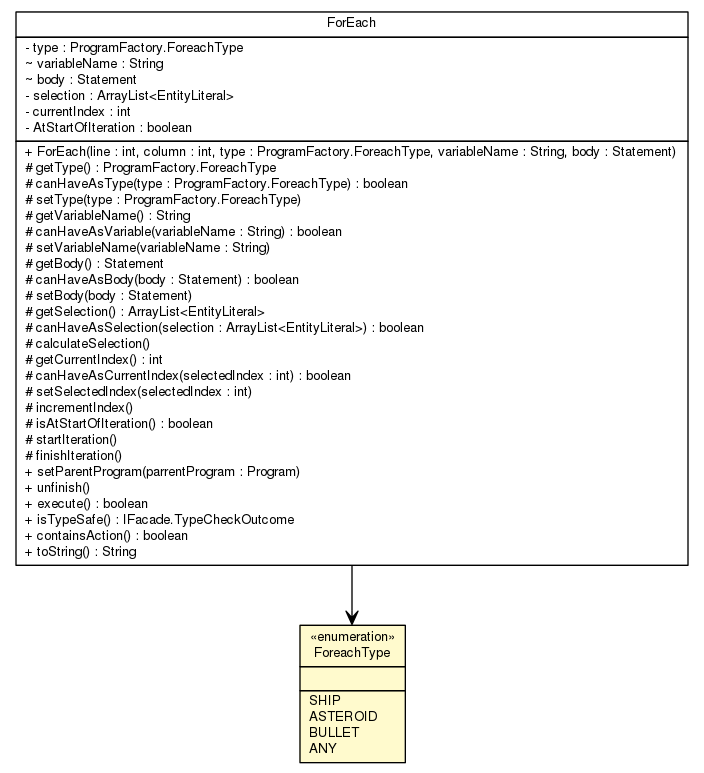 ForEach
- type : ProgramFactory.ForeachType
~ variableName : String
~ body : Statement
- selection : ArrayList<EntityLiteral>
- currentIndex : int
- AtStartOfIteration : boolean
+ ForEach(line : int, column : int, type : ProgramFactory.ForeachType, variableName : String, body : Statement)
# getType() : ProgramFactory.ForeachType
# canHaveAsType(type : ProgramFactory.ForeachType) : boolean
# setType(type : ProgramFactory.ForeachType)
# getVariableName() : String
# canHaveAsVariable(variableName : String) : boolean
# setVariableName(variableName : String)
# getBody() : Statement
# canHaveAsBody(body : Statement) : boolean
# setBody(body : Statement)
# getSelection() : ArrayList<EntityLiteral>
# canHaveAsSelection(selection : ArrayList<EntityLiteral>) : boolean
# calculateSelection()
# getCurrentIndex() : int
# canHaveAsCurrentIndex(selectedIndex : int) : boolean
# setSelectedIndex(selectedIndex : int)
# incrementIndex()
# isAtStartOfIteration() : boolean
# startIteration()
# finishIteration()
+ setParentProgram(parrentProgram : Program)
+ unfinish()
+ execute() : boolean
+ isTypeSafe() : IFacade.TypeCheckOutcome
+ containsAction() : boolean
+ toString() : String
«enumeration»
ForeachType
SHIP
ASTEROID
BULLET
ANY